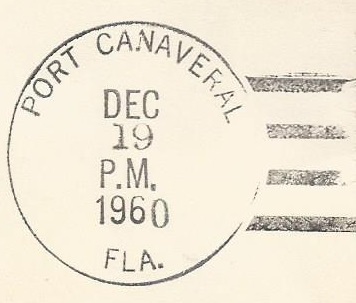 PORT CANAVERAL
DEC
19
P.M.
1960
FLA.